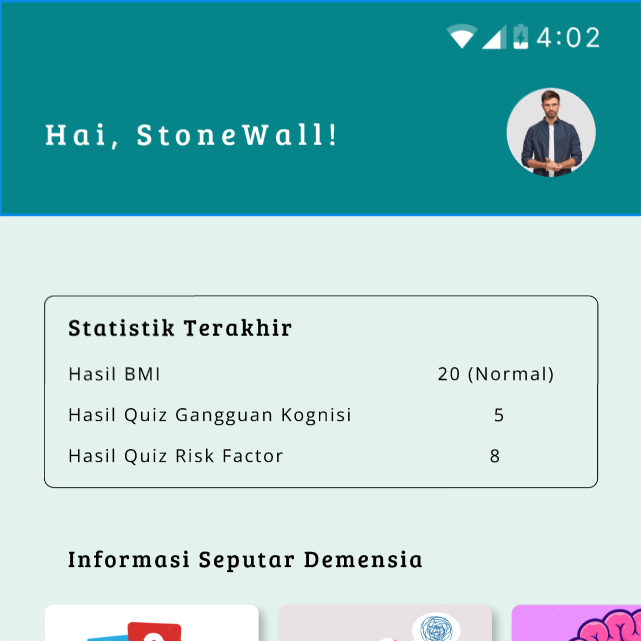 4:02
Hai, StoneWall!
Statistik Terakhir
Hasil BMI 20 (Normal)
Hasil Quiz Gangguan Kognisi 5
Hasil Quiz Risk Factor 8
Informasi Seputar Demensia